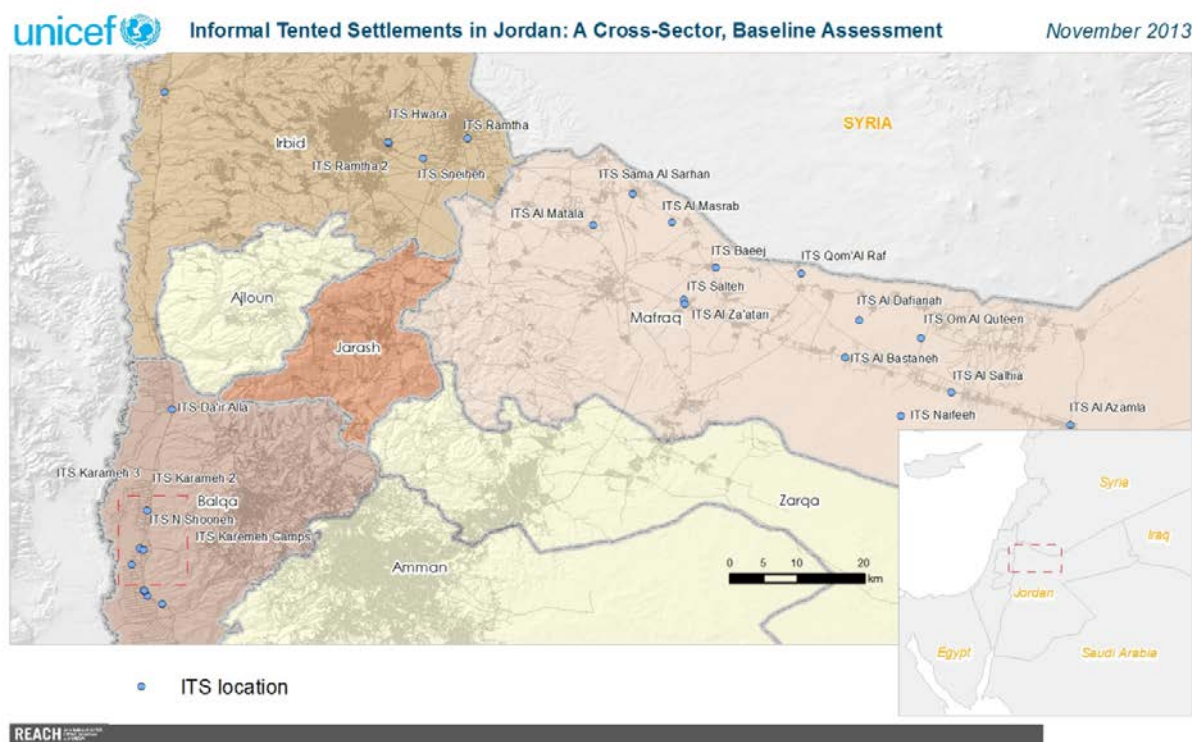 unicef
Informal Tented Settlements in Jordan: A Cross-Sector, Baseline Assessment
November 2013
SYRIA
ITS Hwara
ITS Ramtha
Irbid
ITS Ramtha 2
ITS Sneiheh
ITS Sama Al Sarhan
ITS Al Matala
ITS Al Masrab
ITS Baeej
ITS Qom'Al Raf
Ajloun
ITS Salteh
ITS Al Dafianah
Mafraq
ITS Al Za'atari
ITS Om Al Quteen
Jarash
ITS Al Bastaneh
ITS Al Salhia
ITS Da'ir Alla
ITS Naifeeh
ITS Al Azamla
ITS Karameh 3
ITS Karameh 2
Balqa
Zarqa
ITS N Shooneh
ITS Karemeh Camps
Amman
0 5 10 20
km
Syria
Iraq
Jordan
Egypt
Saudi Arabia
ITS location
REACH